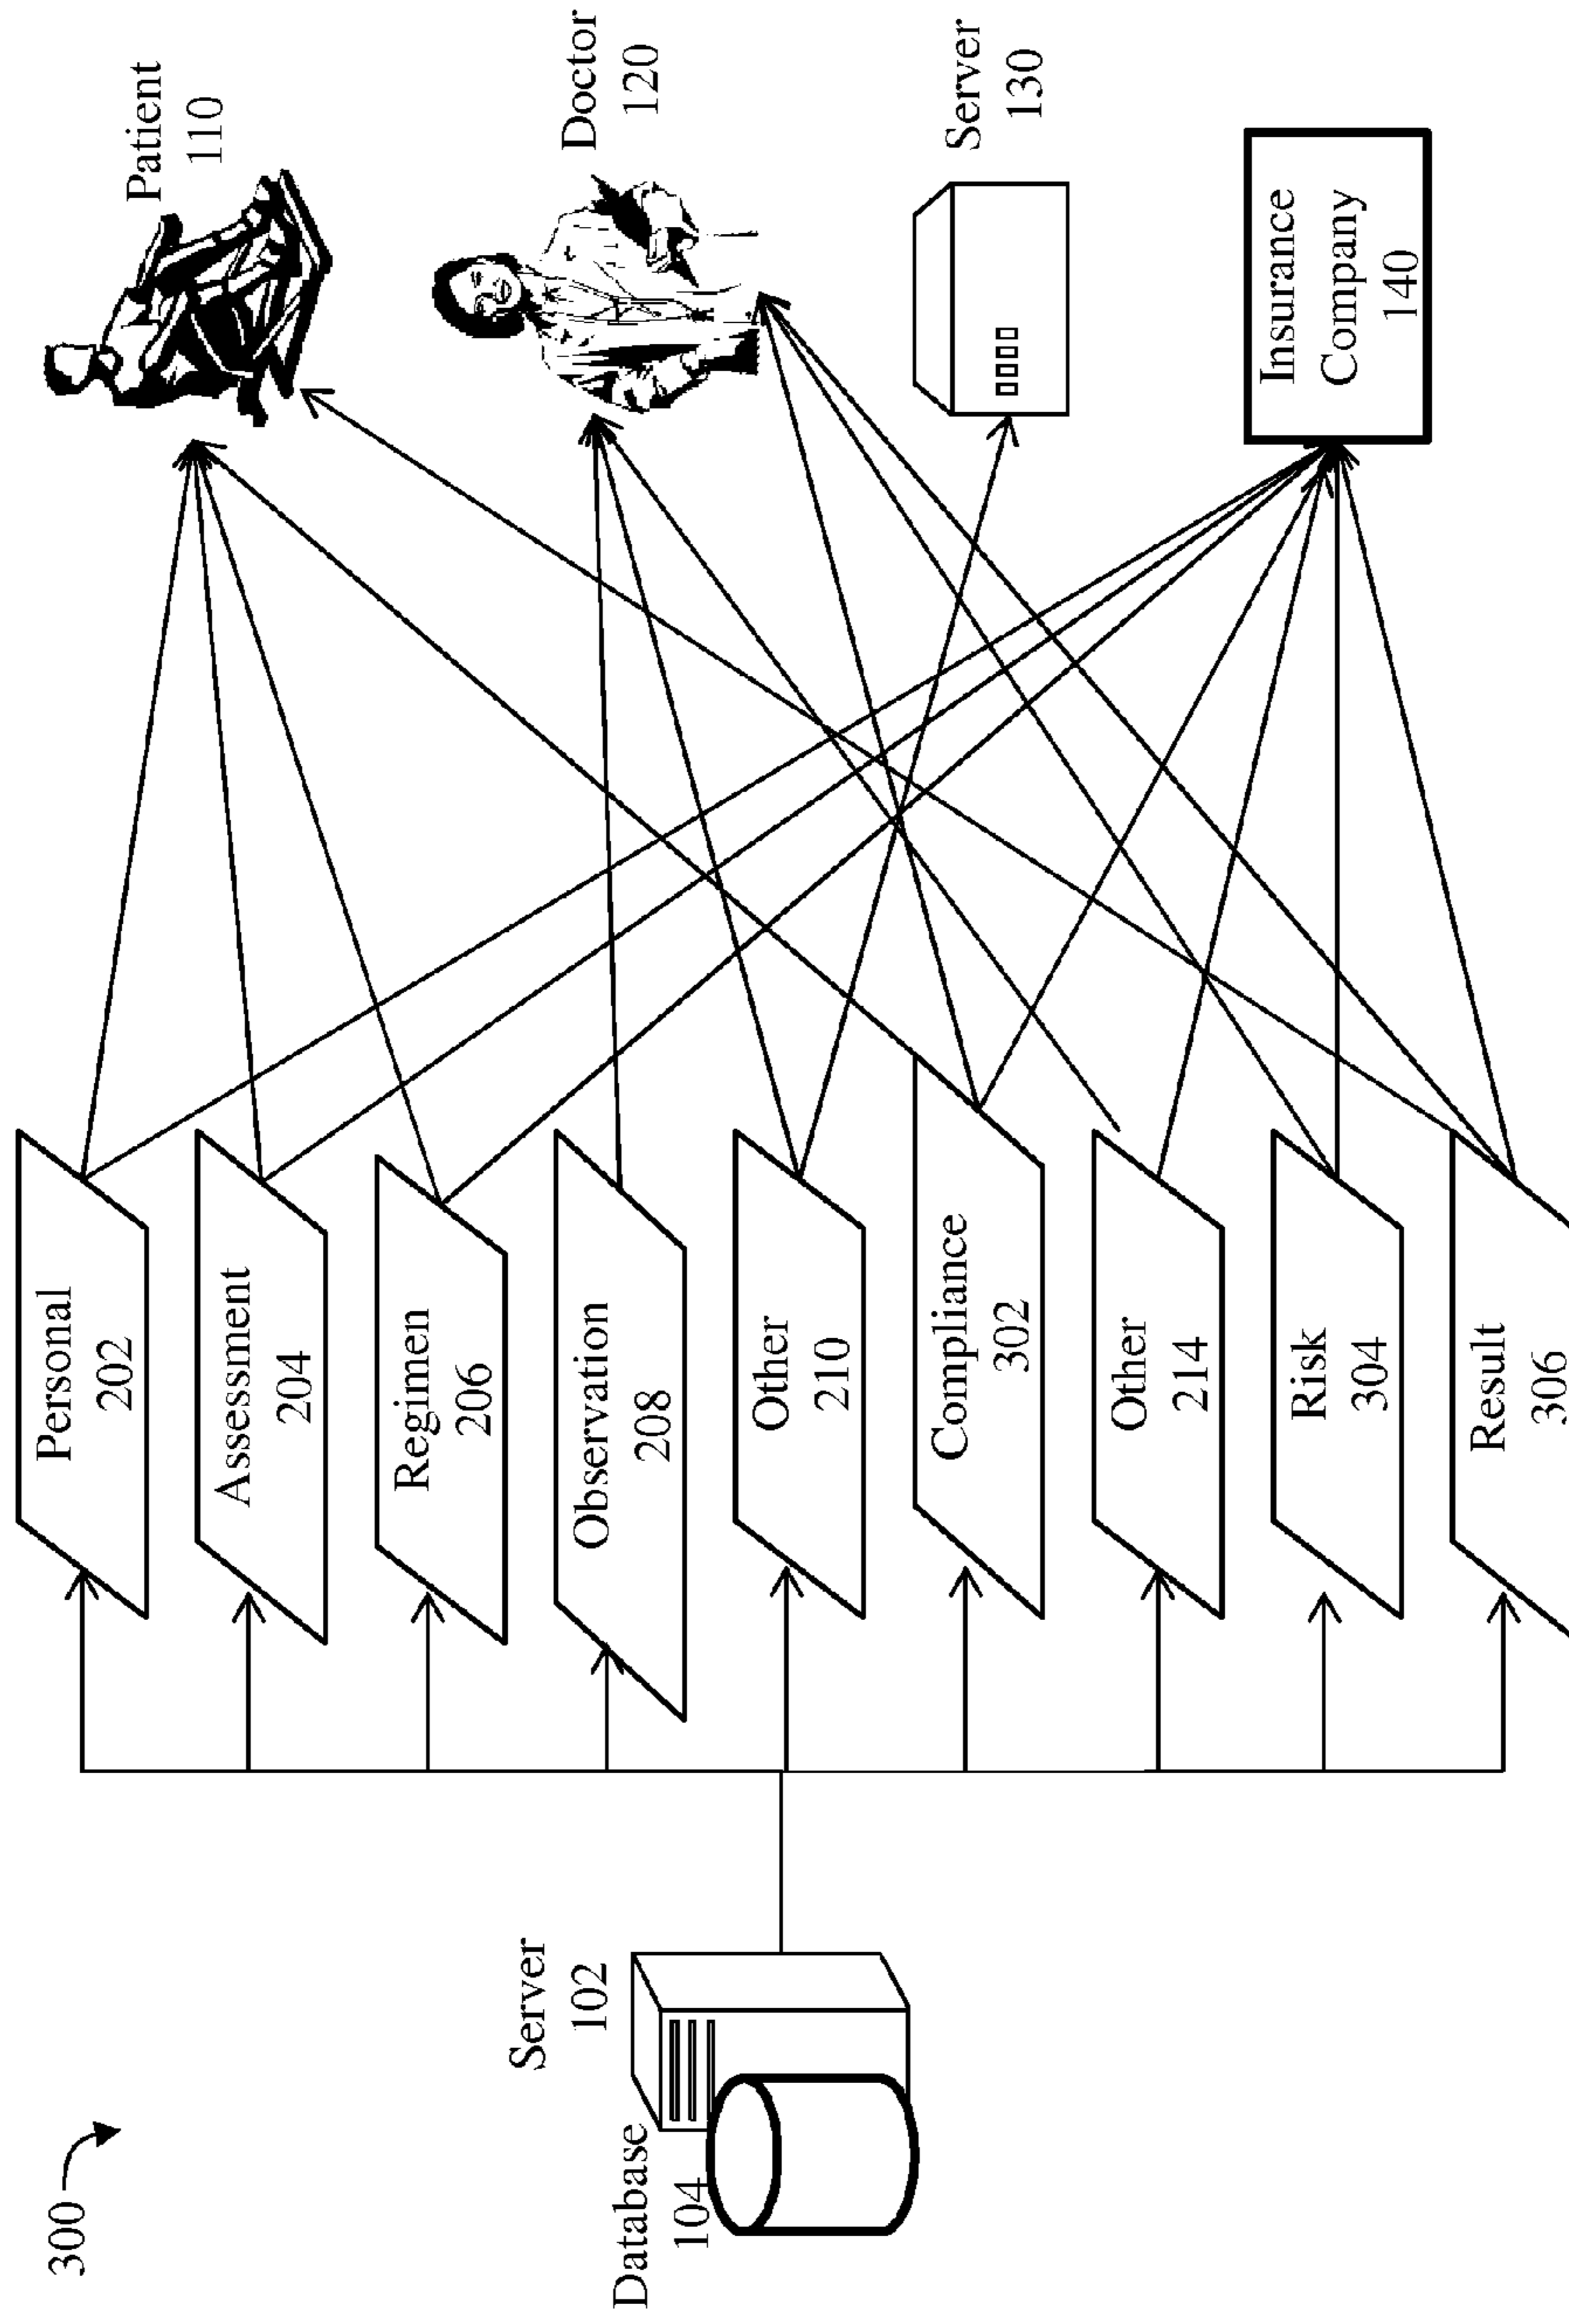 300
Database
104
Server
102
Personal
202
Assessment
204
Regimen
206
Observation
208
Other
210
Compliance
302
Other
214
Risk
304
Result
306
Patient
110
Doctor
120
Server
130
Insurance
Company
140